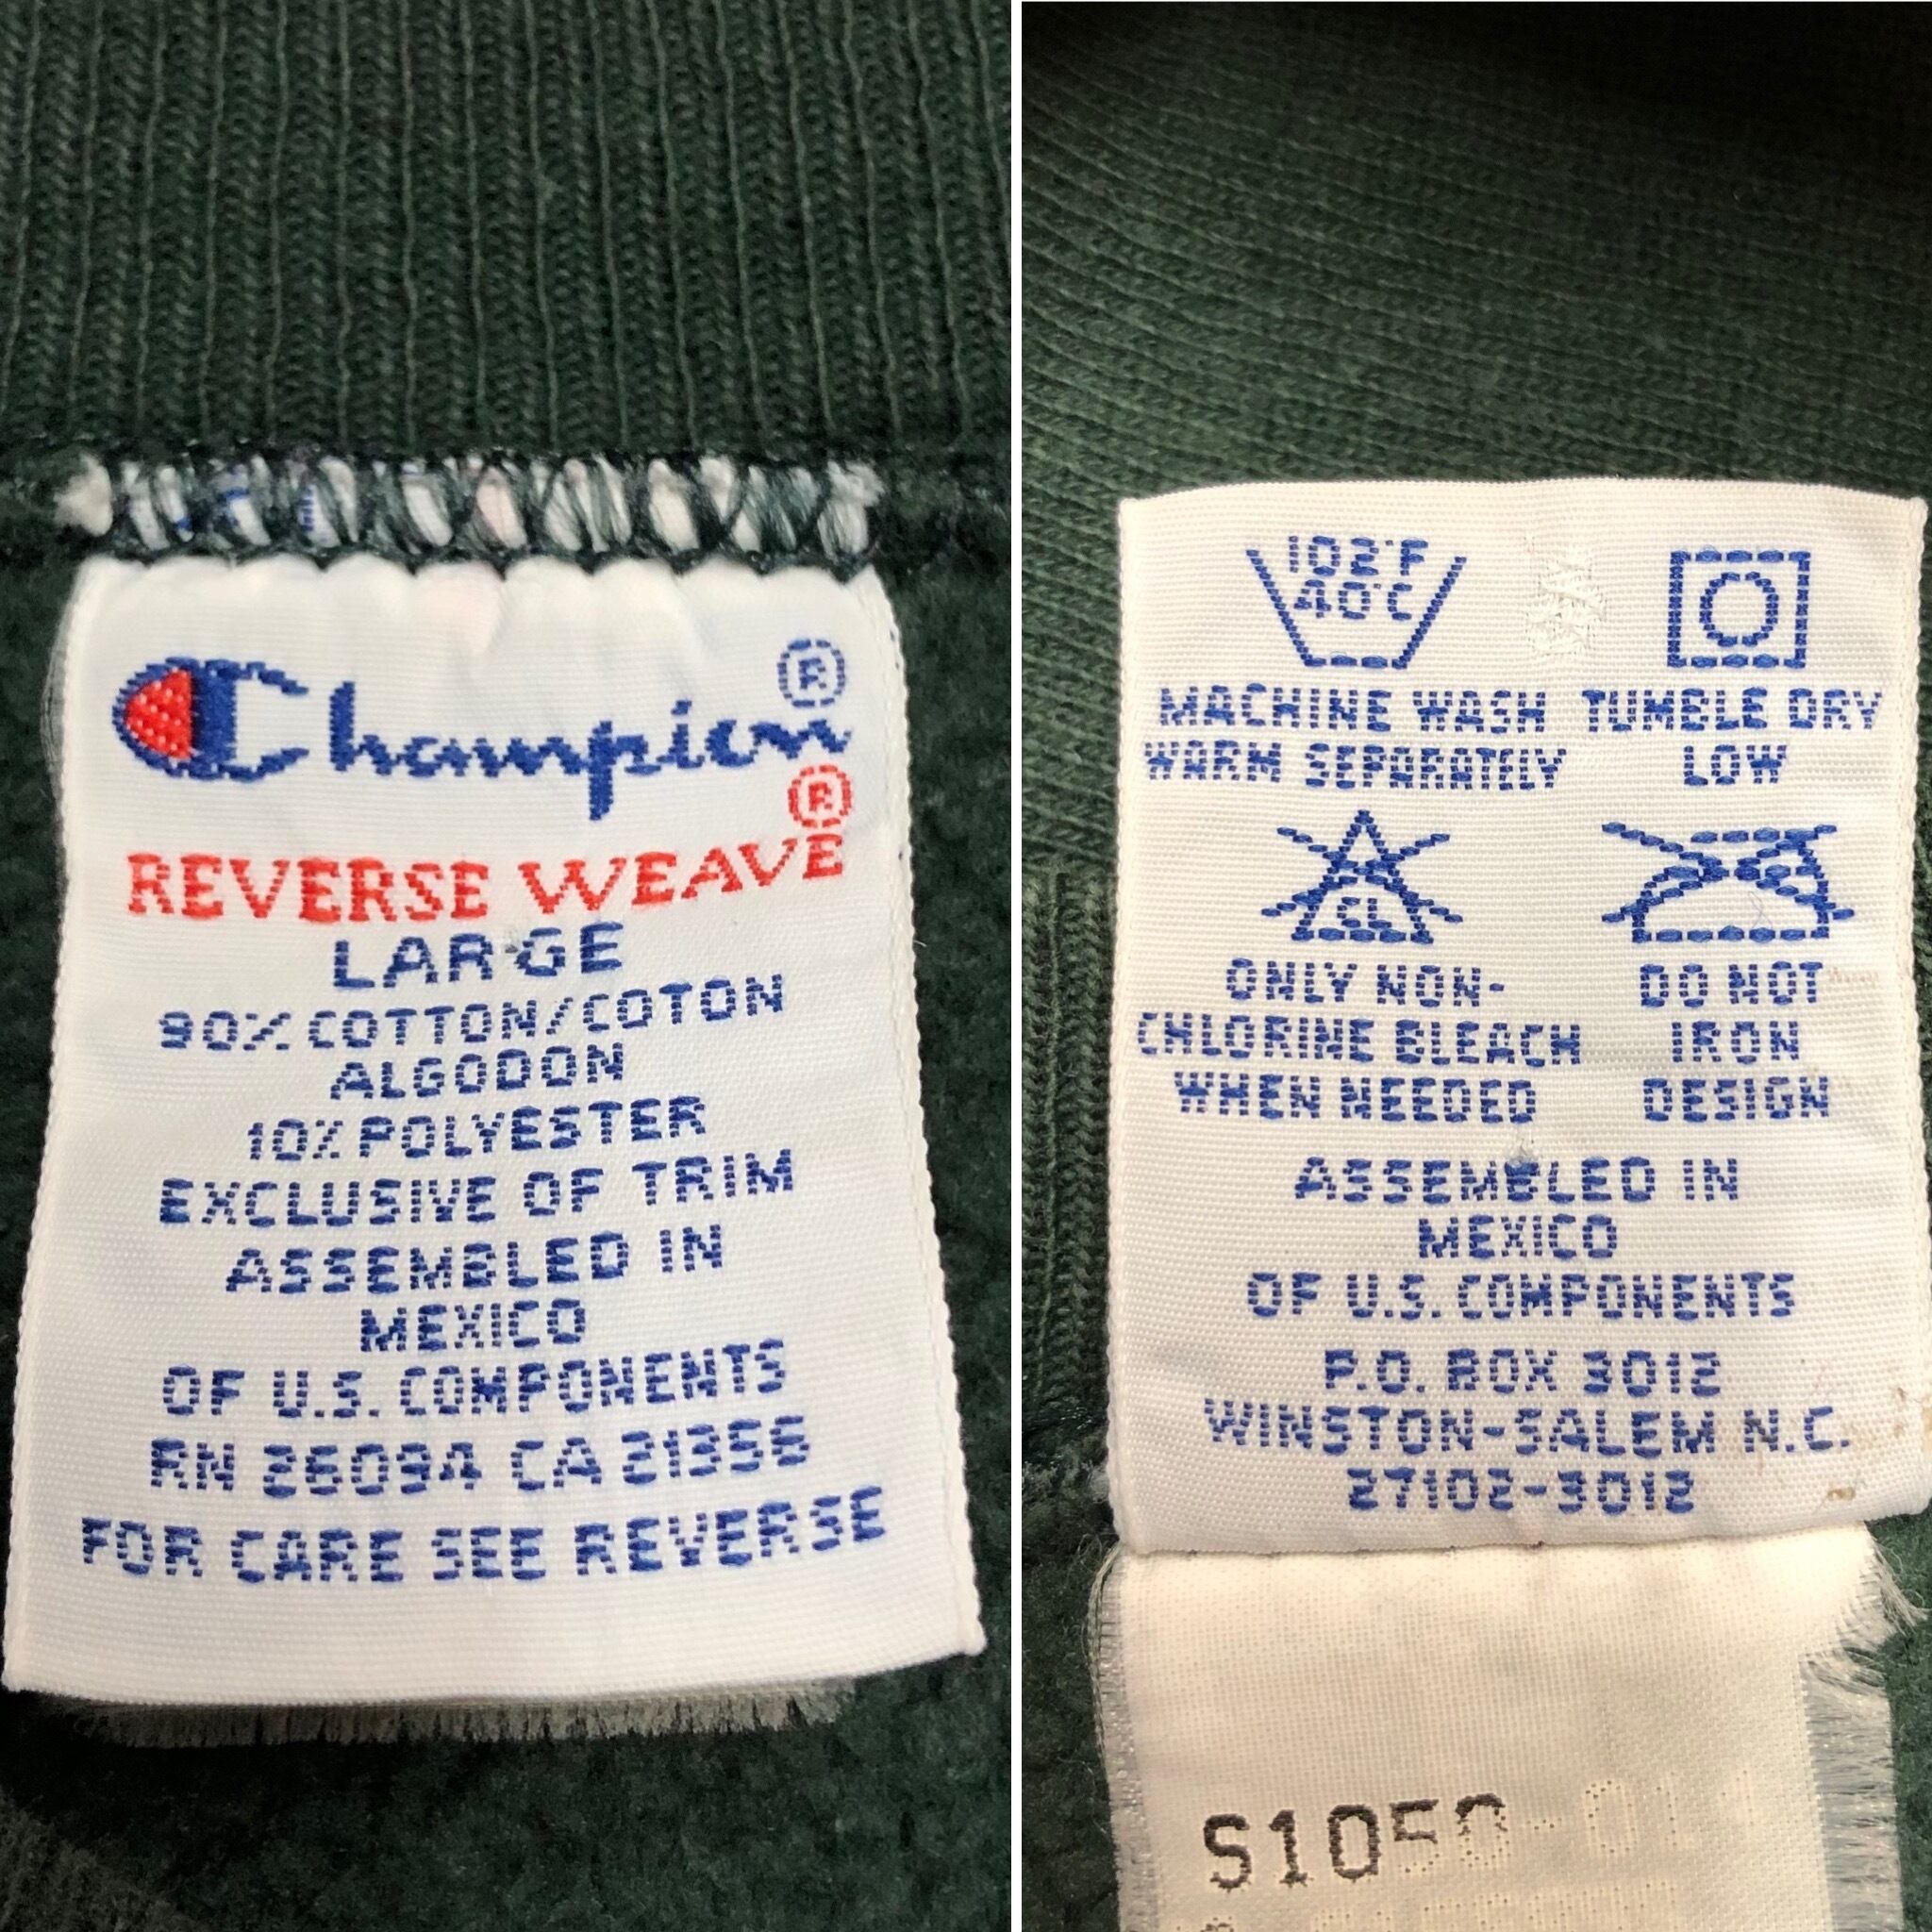 Champion®
REVERSE WEAVE®
LARGE
90% COTTON/COTON
ALGODON
10% POLYESTER
EXCLUSIVE OF TRIM
ASSEMBLED IN
MEXICO
OF U.S. COMPONENTS
RN 26094 CA 21356
FOR CARE SEE REVERSE
102°F
40°C
MACHINE WASH
WARM SEPARATELY
TUMBLE DRY
LOW
CL
ONLY NON-
CHLORINE BLEACH
WHEN NEEDED
DO NOT
IRON
DESIGN
ASSEMBLED IN
MEXICO
OF U.S. COMPONENTS
P.O. BOX 3012
WINSTON-SALEM N.C.
27102-3012
S1050-01